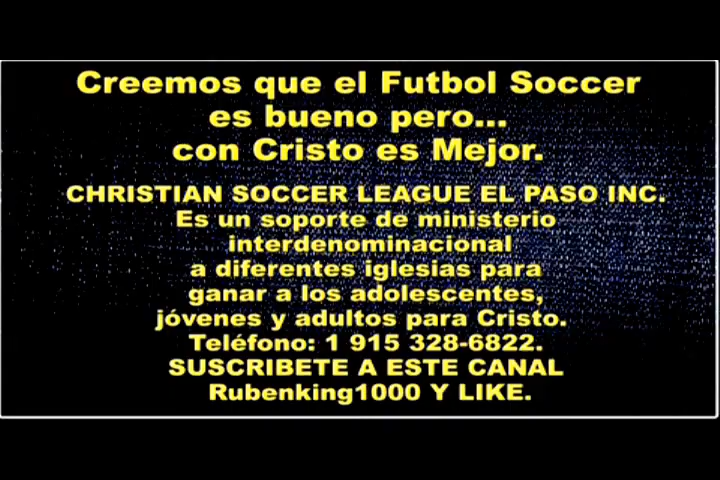 Creemos que el Futbol Soccer
es bueno pero...
con Cristo es Mejor.
CHRISTIAN SOCCER LEAGUE EL PASO INC.
Es un soporte de ministerio
interdenominacional
a diferentes iglesias para
ganar a los adolescentes,
jóvenes y adultos para Cristo.
Teléfono: 1 915 328-6822.
SUSCRIBETE A ESTE CANAL
Rubenking1000 Y LIKE.